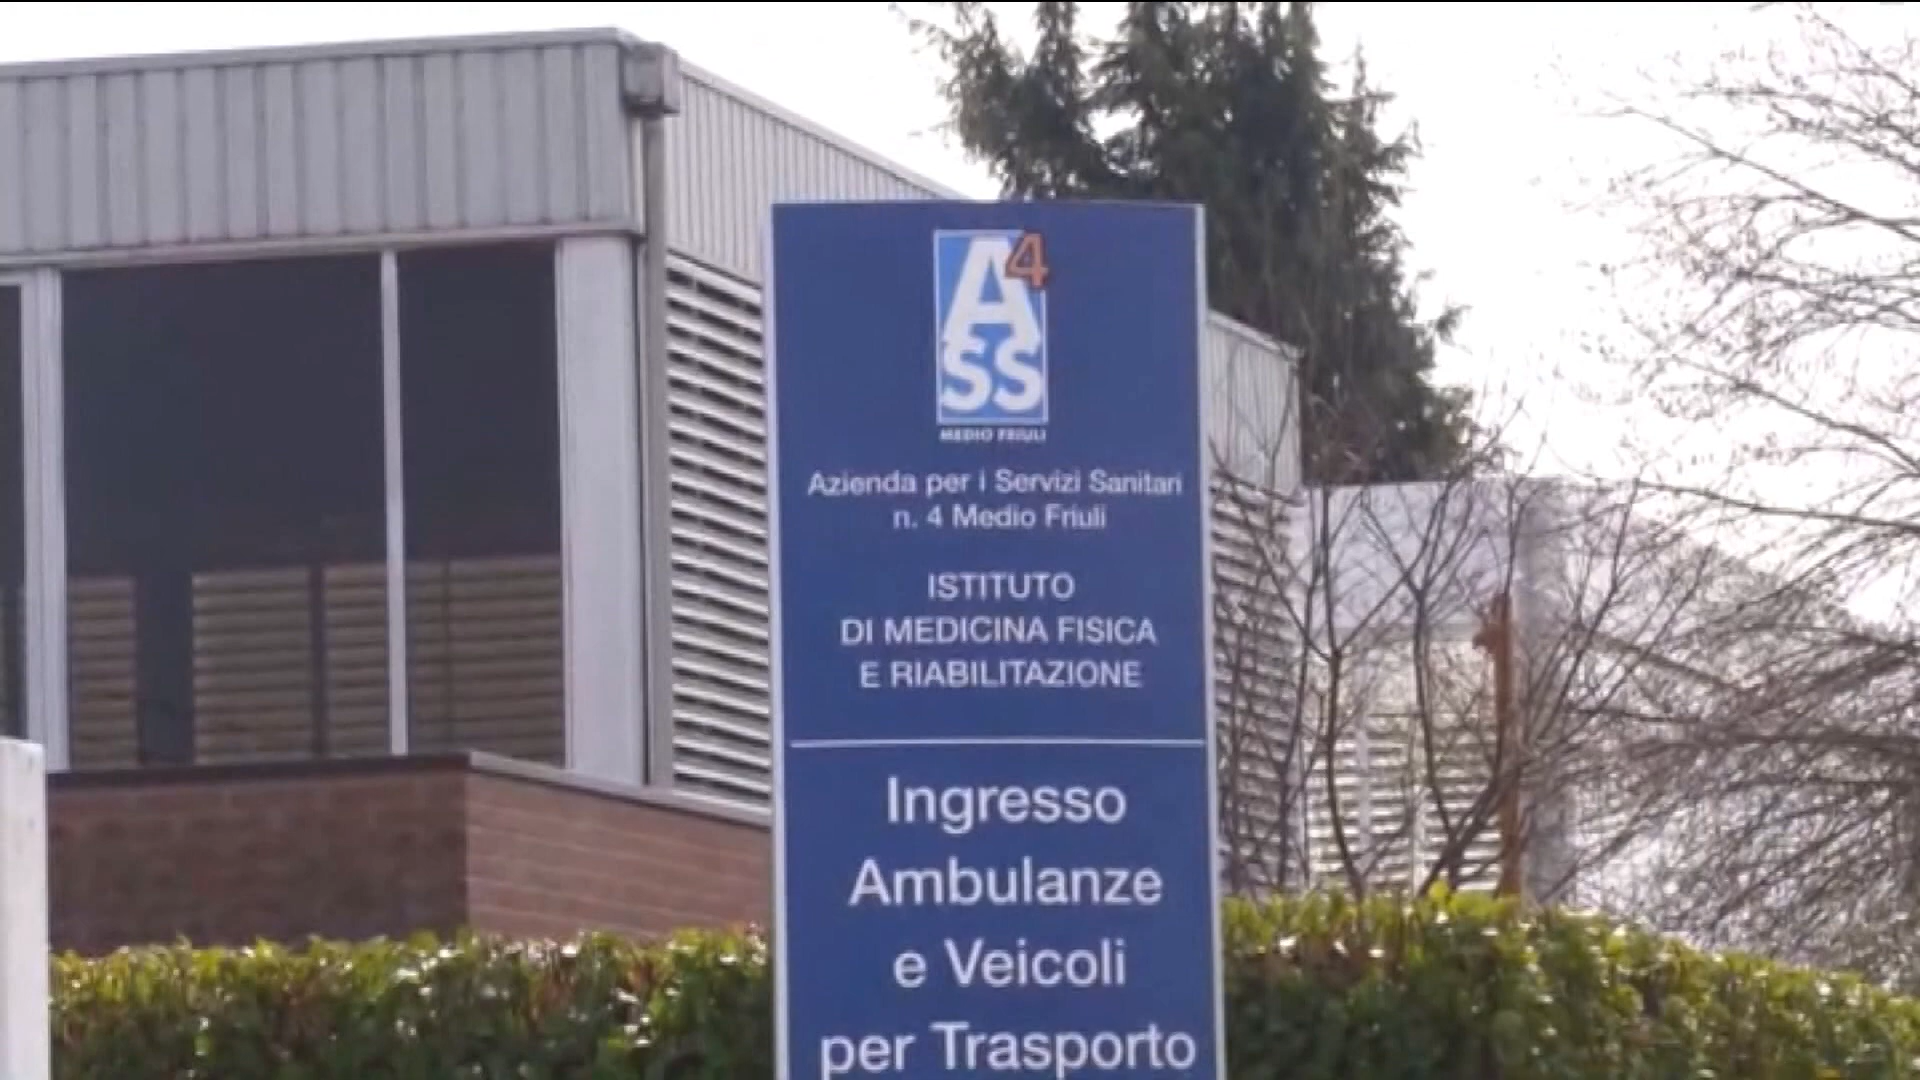 A4
SS
MEDIO FRIULI
Azienda per i Servizi Sanitari
n. 4 Medio Friuli
ISTITUTO
DI MEDICINA FISICA
E RIABILITAZIONE
Ingresso
Ambulanze
e Veicoli
per Trasporto